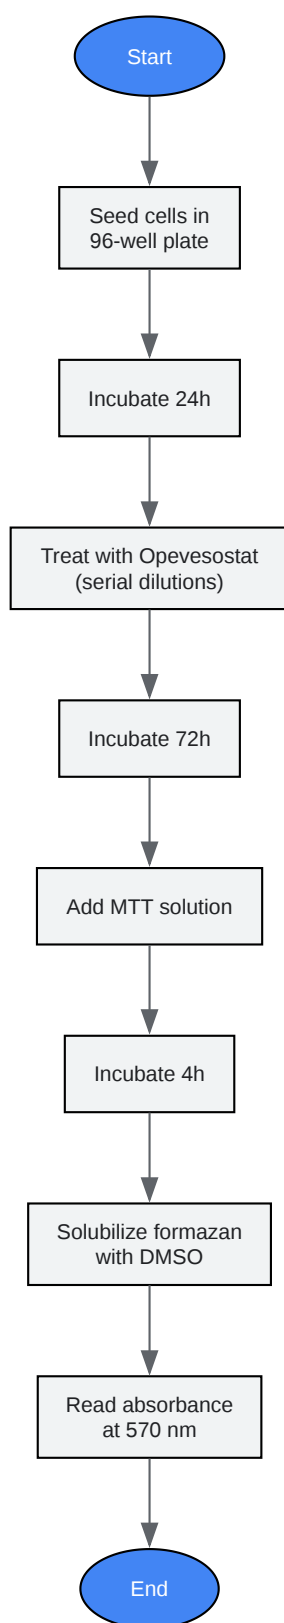 Start
Seed cells in
96-well plate
Incubate 24h
Treat with Opevesostat
(serial dilutions)
Incubate 72h
Add MTT solution
Incubate 4h
Solubilize formazan
with DMSO
Read absorbance
at 570 nm
End